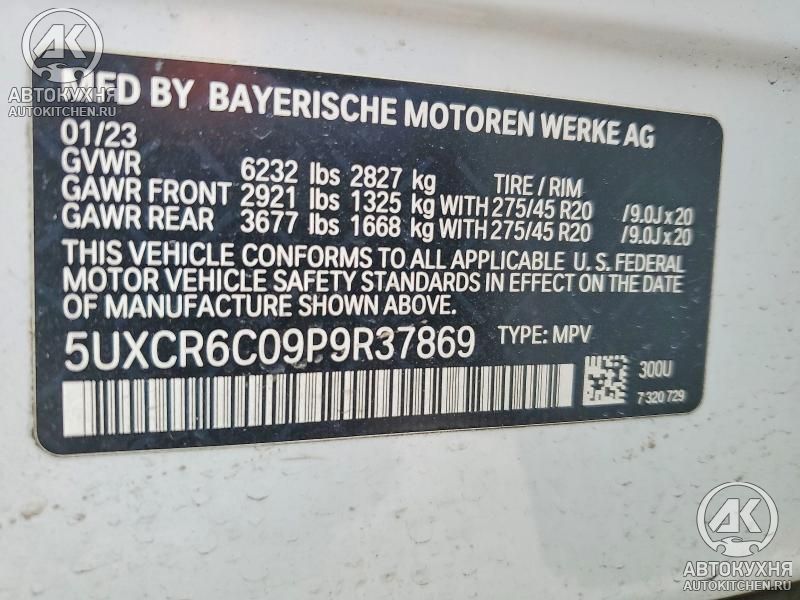 AK
АВТОКУХНЯ
AUTOKITCHEN.RU
MFD BY BAYERISCHE MOTOREN WERKE AG
01/23
GVWR 6232 lbs 2827 kg TIRE / RIM
GAWR FRONT 2921 lbs 1325 kg WITH 275/45 R20 /9.0J x 20
GAWR REAR 3677 lbs 1668 kg WITH 275/45 R20 /9.0J x 20
THIS VEHICLE CONFORMS TO ALL APPLICABLE U. S. FEDERAL
MOTOR VEHICLE SAFETY STANDARDS IN EFFECT ON THE DATE
OF MANUFACTURE SHOWN ABOVE.
5UXCR6C09P9R37869 TYPE: MPV
300U
7 320 729
AK
АВТОКУХНЯ
AUTOKITCHEN.RU